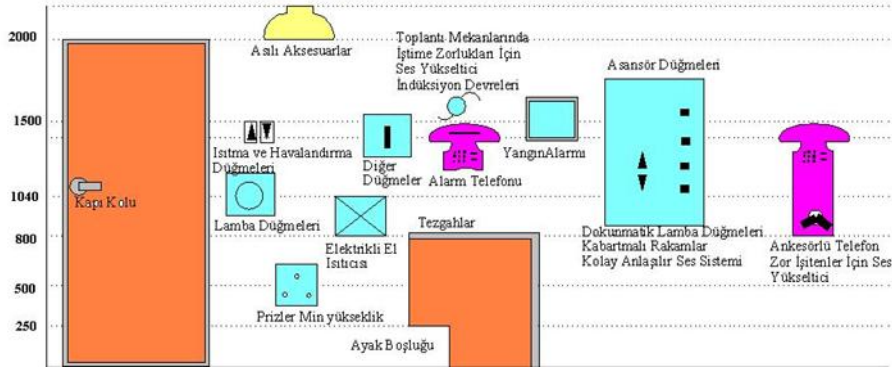 2000
1500
1040
800
500
250
Asılı Aksesuarlar
Toplantı Mekanlarında
İştime Zorlukları İçin
Ses Yükseltici
İndüksiyon Devreleri
Asansör Düğmeleri
Isıtma ve Havalandırma
Düğmeleri
Diğer
Düğmeler
Alarm Telefonu
YangınAlarmı
Kapı Kolu
Lamba Düğmeleri
Elektrikli El
Isıtıcısı
Tezgahlar
Dokunmatik Lamba Düğmeleri
Kabartmalı Rakamlar
Kolay Anlaşılır Ses Sistemi
Ankesörlü Telefon
Zor İşitenler İçin Ses
Yükseltici
Prizler Min yükseklik
Ayak Boşluğu